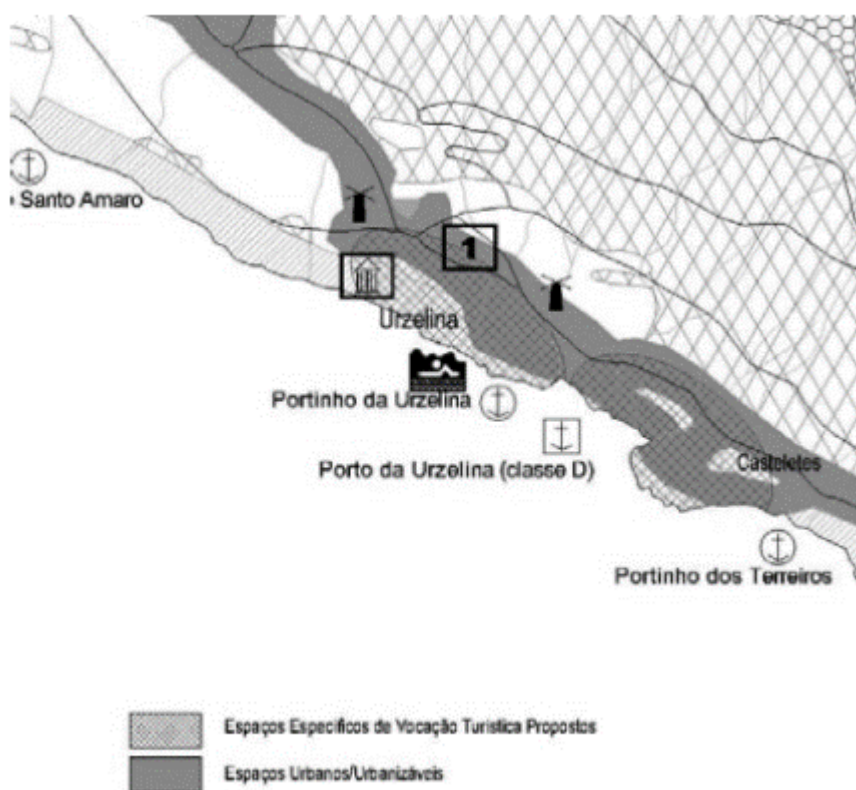 Santo Amaro
1
Urzelina
Portinho da Urzelina
Porto da Urzelina (classe D)
Casteletes
Portinho dos Terreiros
Espaços Específicos de Vocação Turística Propostos
Espaços Urbanos/Urbanizáveis